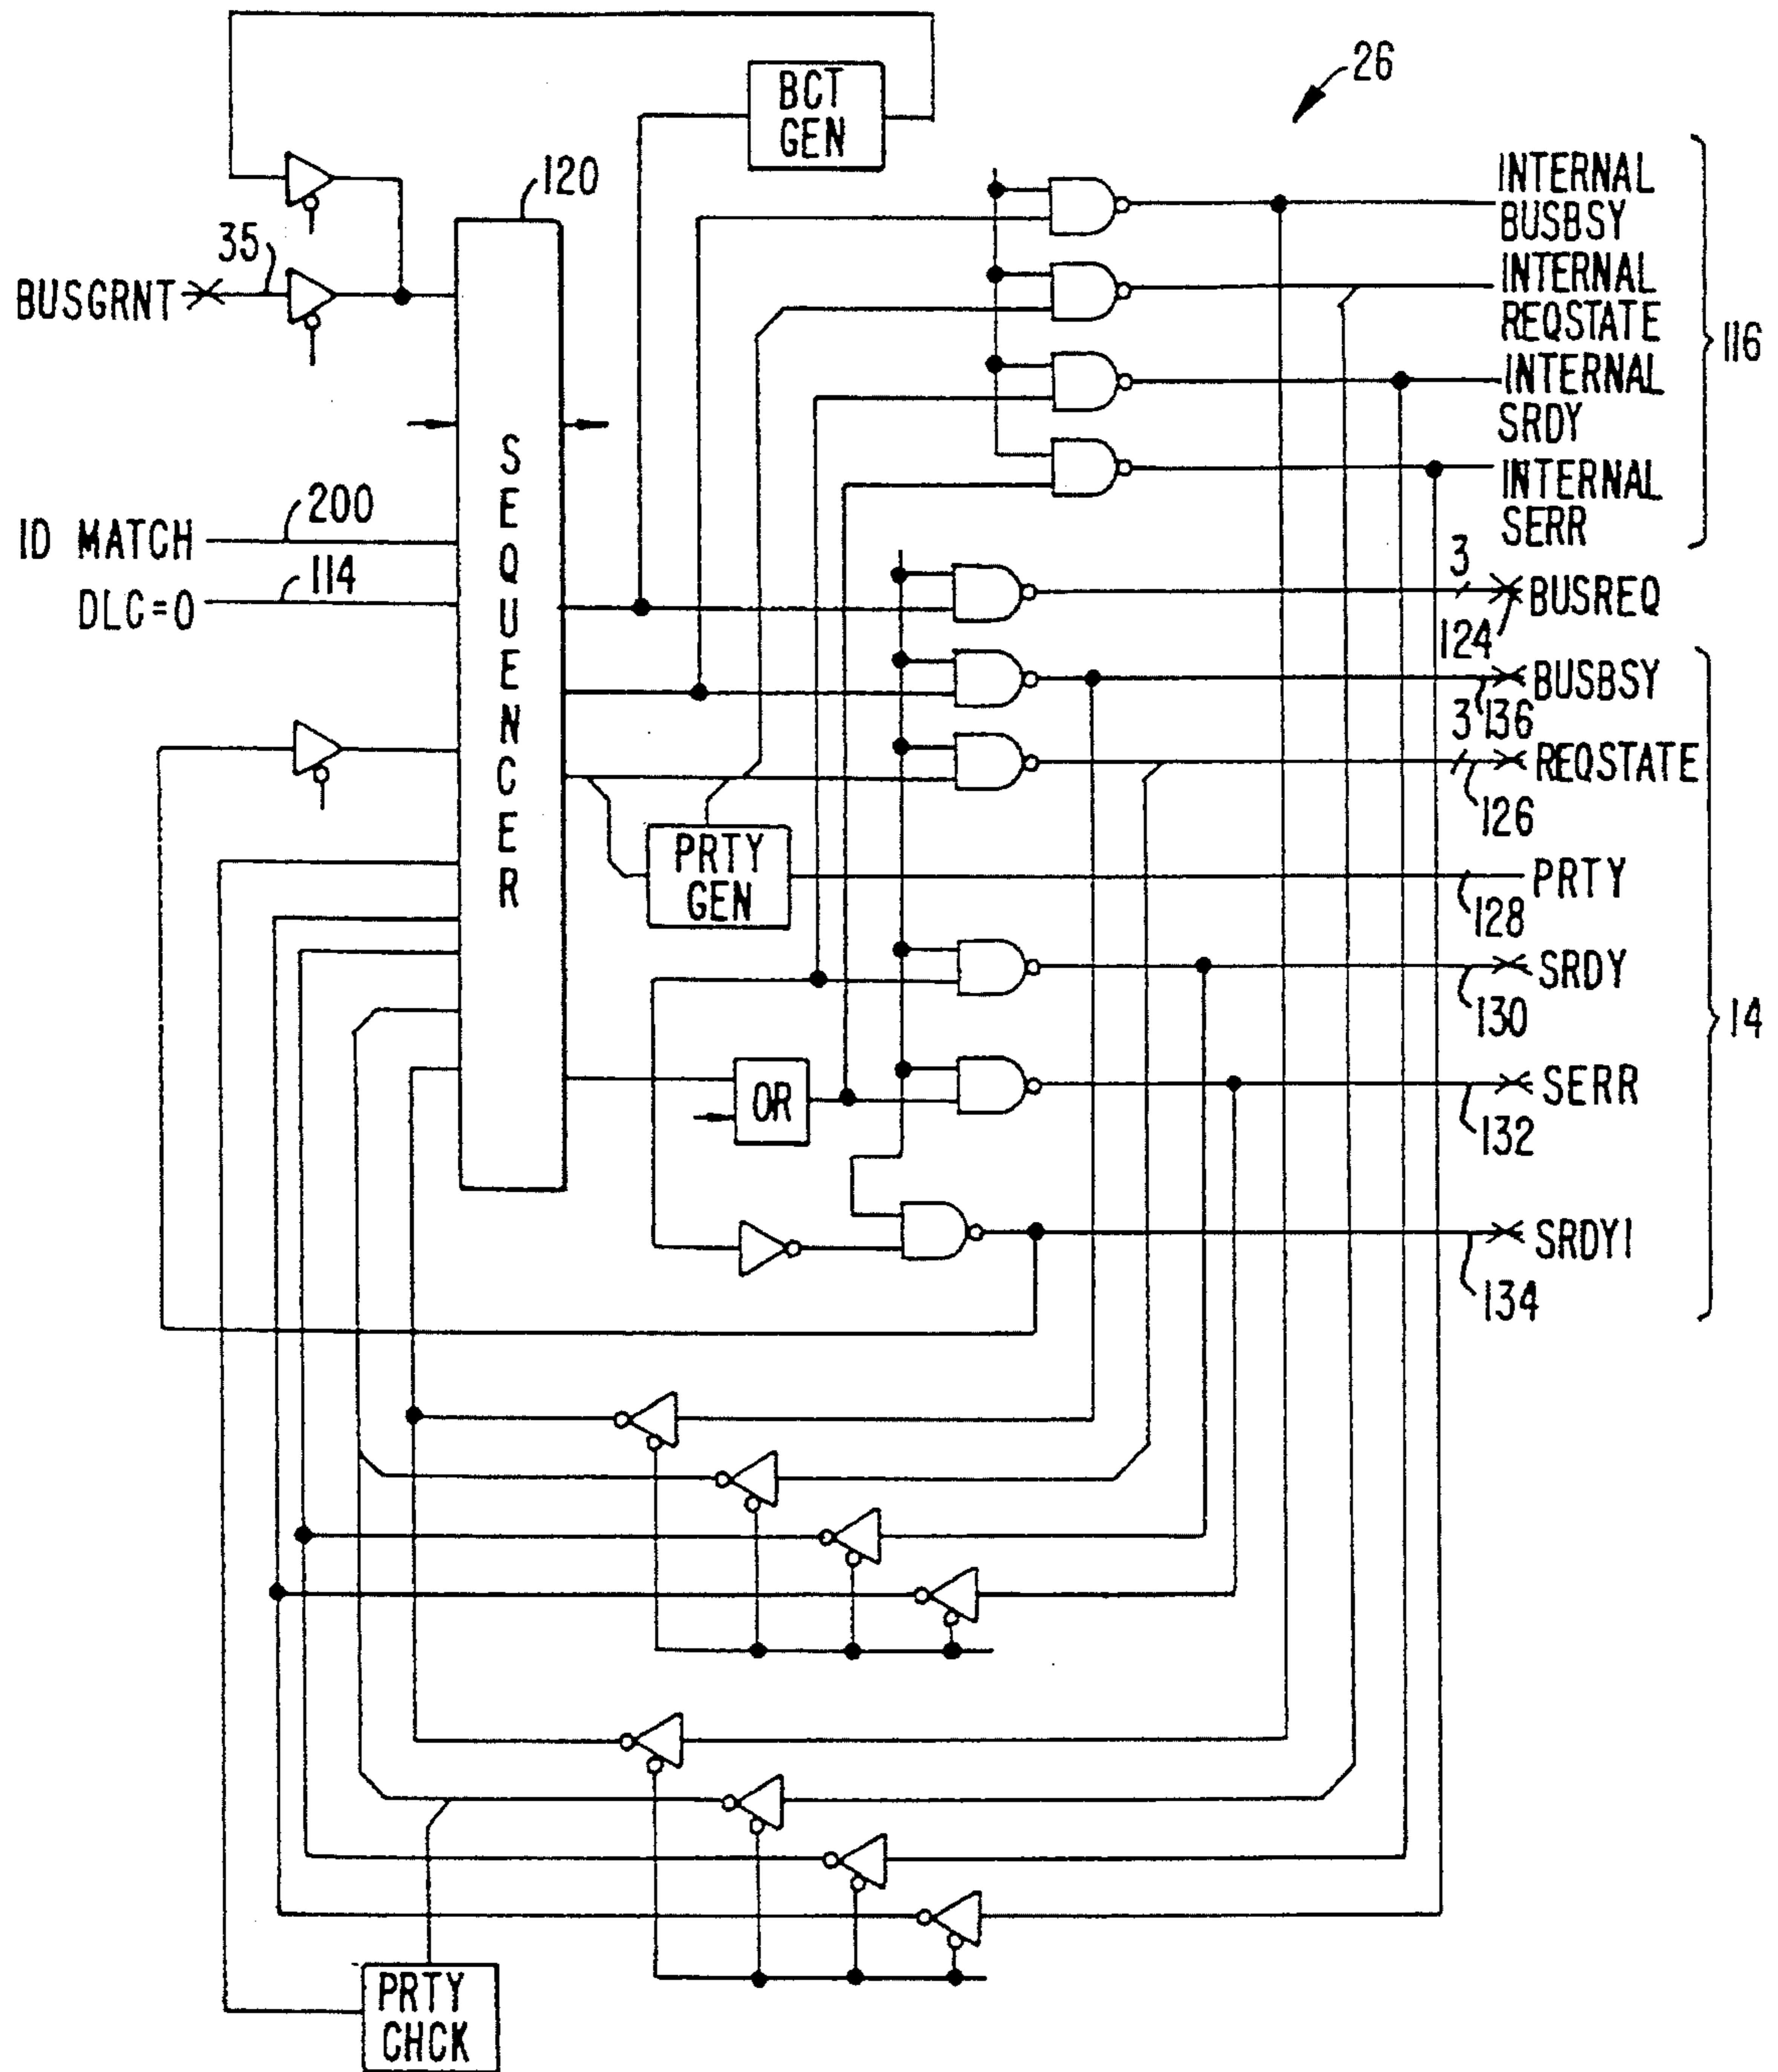 26
BCT
GEN
120
35
BUSGRNT
INTERNAL
BUSBSY
INTERNAL
REQSTATE
INTERNAL
SRDY
INTERNAL
SERR
116
SEQUENCER
200
ID MATCH
114
DLC=0
3
BUSREQ
124
BUSBSY
3
136
REQSTATE
126
PRTY
GEN
PRTY
128
SRDY
130
14
OR
SERR
132
SRDY1
134
PRTY
CHCK